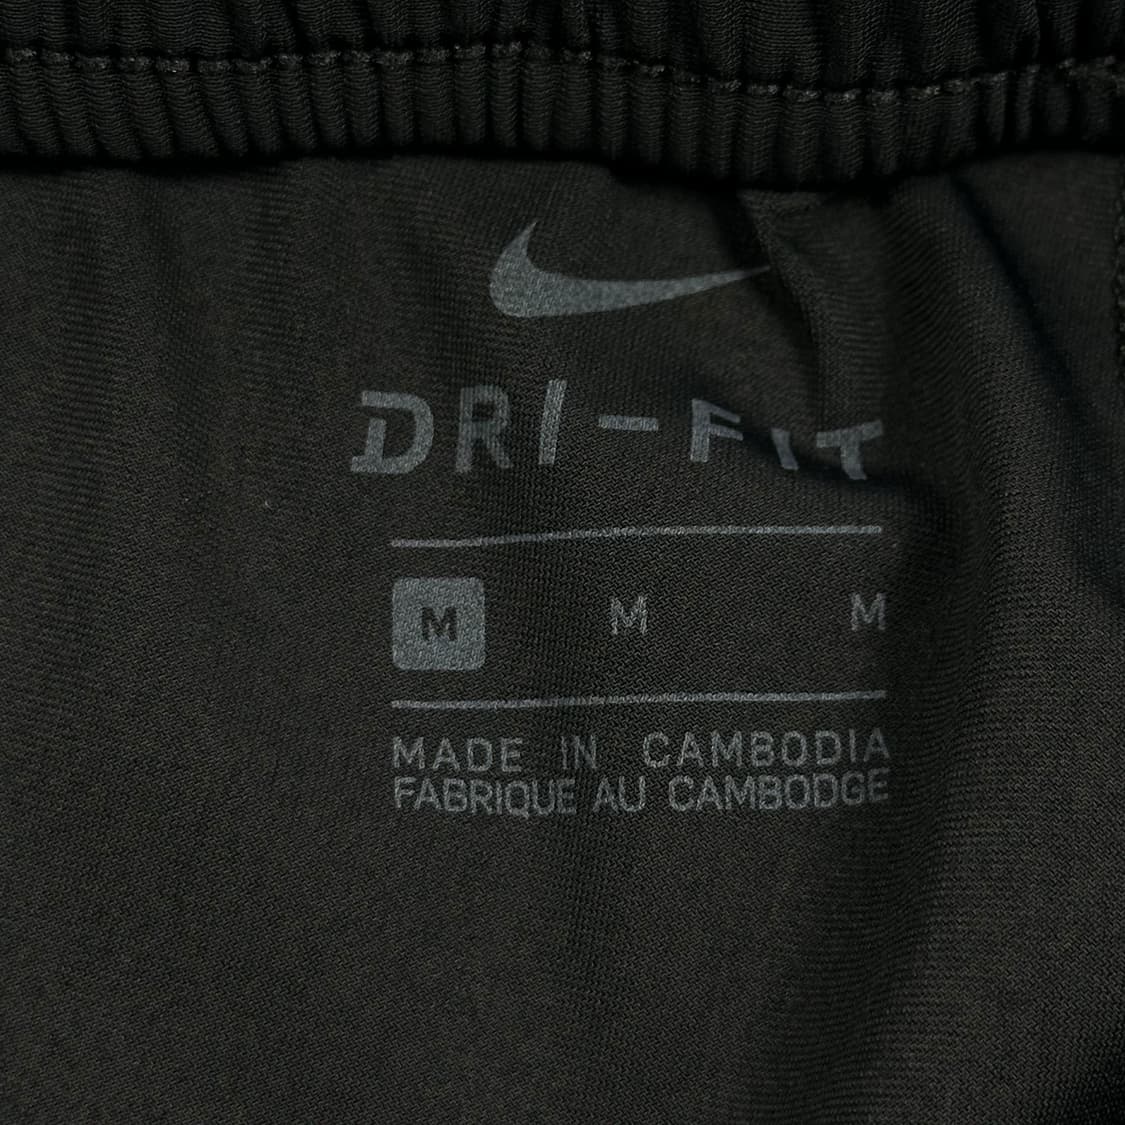 DRI-FIT
M M M
MADE IN CAMBODIA
FABRIQUE AU CAMBODGE